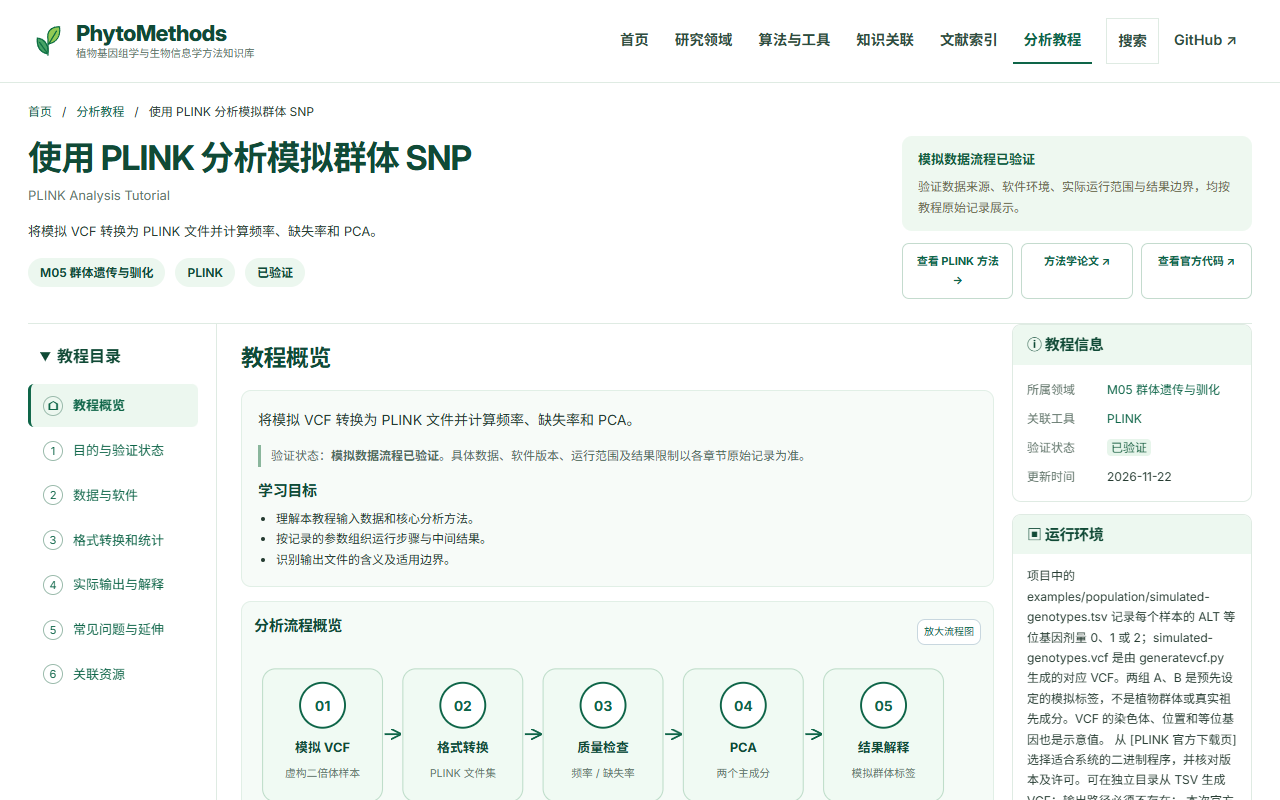 PhytoMethods
植物基因组学与生物信息学方法知识库
首页
研究领域
算法与工具
知识关联
文献索引
分析教程
搜索
GitHub ↗
首页 / 分析教程 / 使用 PLINK 分析模拟群体 SNP
使用 PLINK 分析模拟群体 SNP
PLINK Analysis Tutorial
将模拟 VCF 转换为 PLINK 文件并计算频率、缺失率和 PCA。
M05 群体遗传与驯化
PLINK
已验证
模拟数据流程已验证
验证数据来源、软件环境、实际运行范围与结果边界，均按
教程原始记录展示。
查看 PLINK 方法
→
方法学论文 ↗
查看官方代码 ↗
▼ 教程目录
教程概览
1 目的与验证状态
2 数据与软件
3 格式转换和统计
4 实际输出与解释
5 常见问题与延伸
6 关联资源
教程概览
将模拟 VCF 转换为 PLINK 文件并计算频率、缺失率和 PCA。
验证状态：模拟数据流程已验证。具体数据、软件版本、运行范围及结果限制以各章节原始记录为准。
学习目标
• 理解本教程输入数据和核心分析方法。
• 按记录的参数组织运行步骤与中间结果。
• 识别输出文件的含义及适用边界。
分析流程概览
放大流程图
01
模拟 VCF
虚构二倍体样本
02
格式转换
PLINK 文件集
03
质量检查
频率 / 缺失率
04
PCA
两个主成分
05
结果解释
模拟群体标签
ⓘ 教程信息
所属领域 M05 群体遗传与驯化
关联工具 PLINK
验证状态 已验证
更新时间 2026-11-22
▣ 运行环境
项目中的
examples/population/simulated-
genotypes.tsv 记录每个样本的 ALT 等
位基因剂量 0、1 或 2；simulated-
genotypes.vcf 是由 generatevcf.py
生成的对应 VCF。两组 A、B 是预先设
定的模拟标签，不是植物群体或真实祖
先成分。VCF 的染色体、位置和等位基
因也是示意值。 从 [PLINK 官方下载页]
选择适合系统的二进制程序，并核对版
本及许可。可在独立目录从 TSV 生成
VCF；输出路径必须不存在： 本次官方